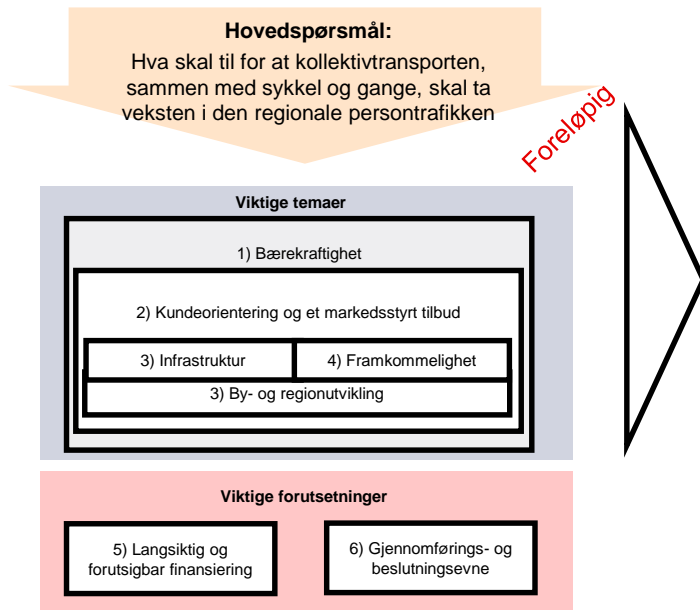 Hovedspørsmål:
Hva skal til for at kollektivtransporten,
sammen med sykkel og gange, skal ta
veksten i den regionale persontrafikken
Foreløpig
Viktige temaer
1) Bærekraftighet
2) Kundeorientering og et markedsstyrt tilbud
3) Infrastruktur
4) Framkommelighet
3) By- og regionutvikling
Viktige forutsetninger
5) Langsiktig og
forutsigbar finansiering
6) Gjennomførings- og
beslutningsevne